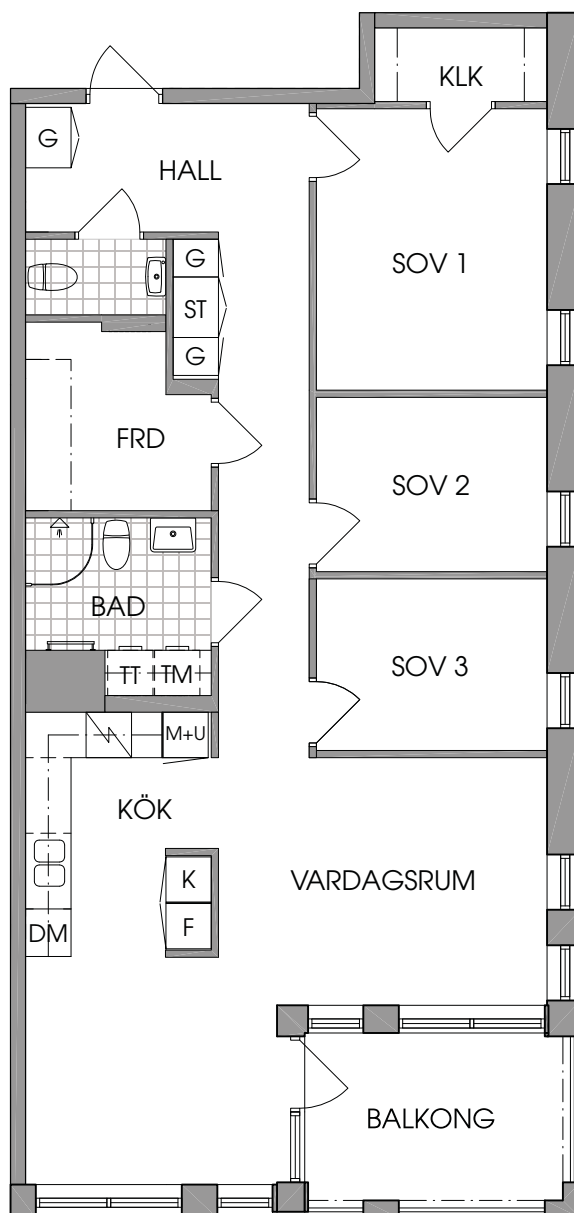 KLK
G
HALL
G
SOV 1
ST
G
FRD
SOV 2
BAD
TT TM
SOV 3
M+U
KÖK
K
VARDAGSRUM
F
DM
BALKONG